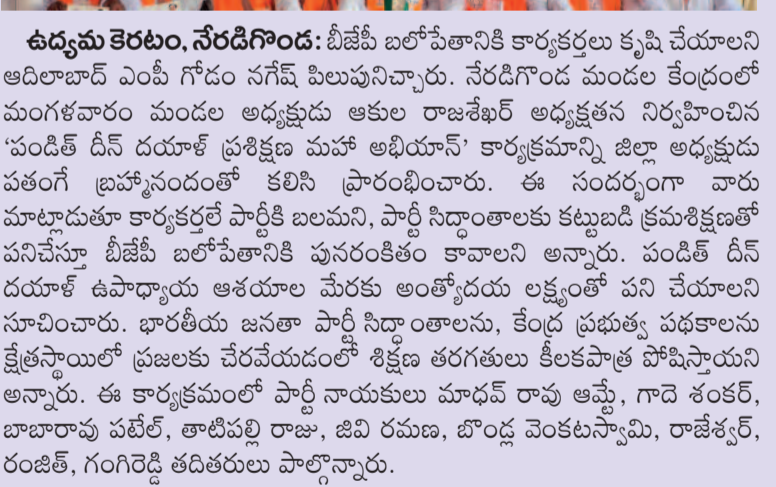 ఉద్యమ కెరటం, నేరడిగొండ: బీజేపీ బలోపేతానికి కార్యకర్తలు కృషి చేయాలని
ఆదిలాబాద్ ఎంపీ గోడం నగేష్ పిలుపునిచ్చారు. నేరడిగొండ మండల కేంద్రంలో
మంగళవారం మండల అధ్యక్షుడు ఆకుల రాజశేఖర్ అధ్యక్షతన నిర్వహించిన
'పండిత్ దీన్ దయాళ్ ప్రశిక్షణ మహా అభియాన్' కార్యక్రమాన్ని జిల్లా అధ్యక్షుడు
పతంగే బ్రహ్మానందంతో కలిసి ప్రారంభించారు. ఈ సందర్భంగా వారు
మాట్లాడుతూ కార్యకర్తలే పార్టీకి బలమని, పార్టీ సిద్ధాంతాలకు కట్టుబడి క్రమశిక్షణతో
పనిచేస్తూ బీజేపీ బలోపేతానికి పునరంకితం కావాలని అన్నారు. పండిత్ దీన్
దయాళ్ ఉపాధ్యాయ ఆశయాల మేరకు అంత్యోదయ లక్ష్యంతో పని చేయాలని
సూచించారు. భారతీయ జనతా పార్టీ సిద్ధాంతాలను, కేంద్ర ప్రభుత్వ పథకాలను
క్షేత్రస్థాయిలో ప్రజలకు చేరవేయడంలో శిక్షణ తరగతులు కీలకపాత్ర పోషిస్తాయని
అన్నారు. ఈ కార్యక్రమంలో పార్టీ నాయకులు మాధవ్ రావు ఆమ్టే, గాదె శంకర్,
బాబారావు పటేల్, తాటిపల్లి రాజు, జివి రమణ, బొండ్ల వెంకటస్వామి, రాజేశ్వర్,
రంజిత్, గంగిరెడ్డి తదితరులు పాల్గొన్నారు.